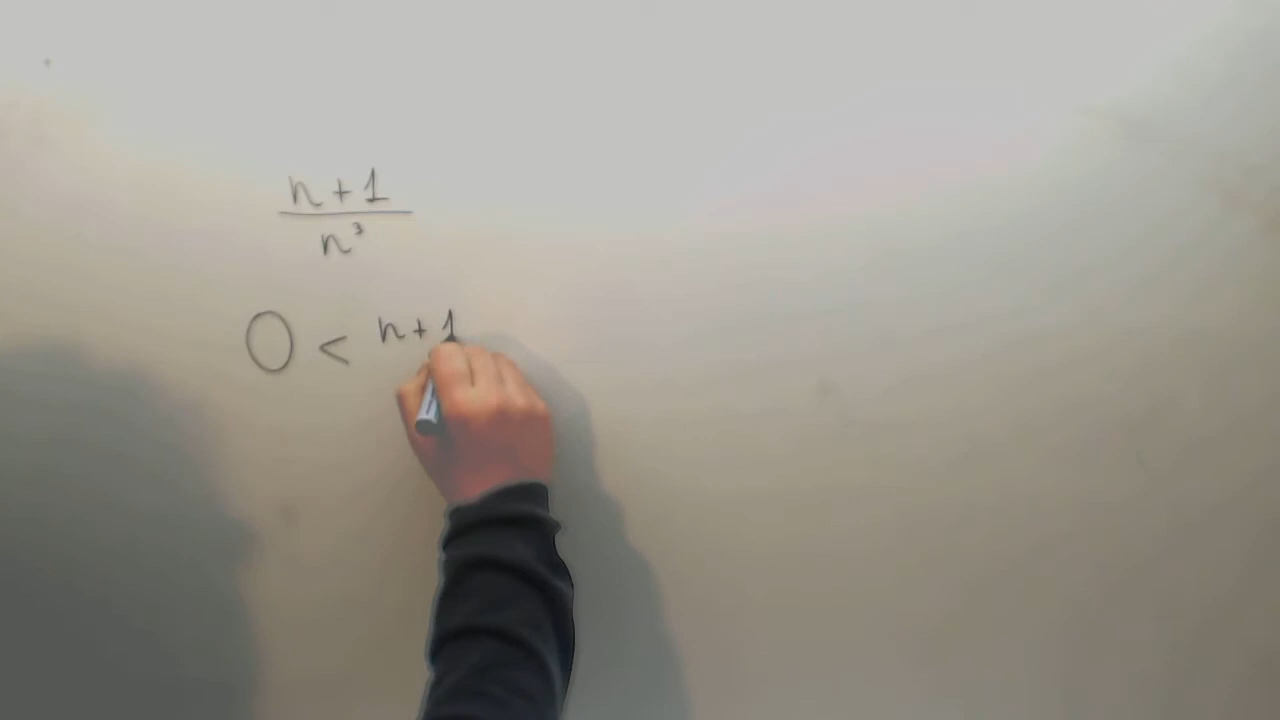 n + 1
n³
0 < n + 1